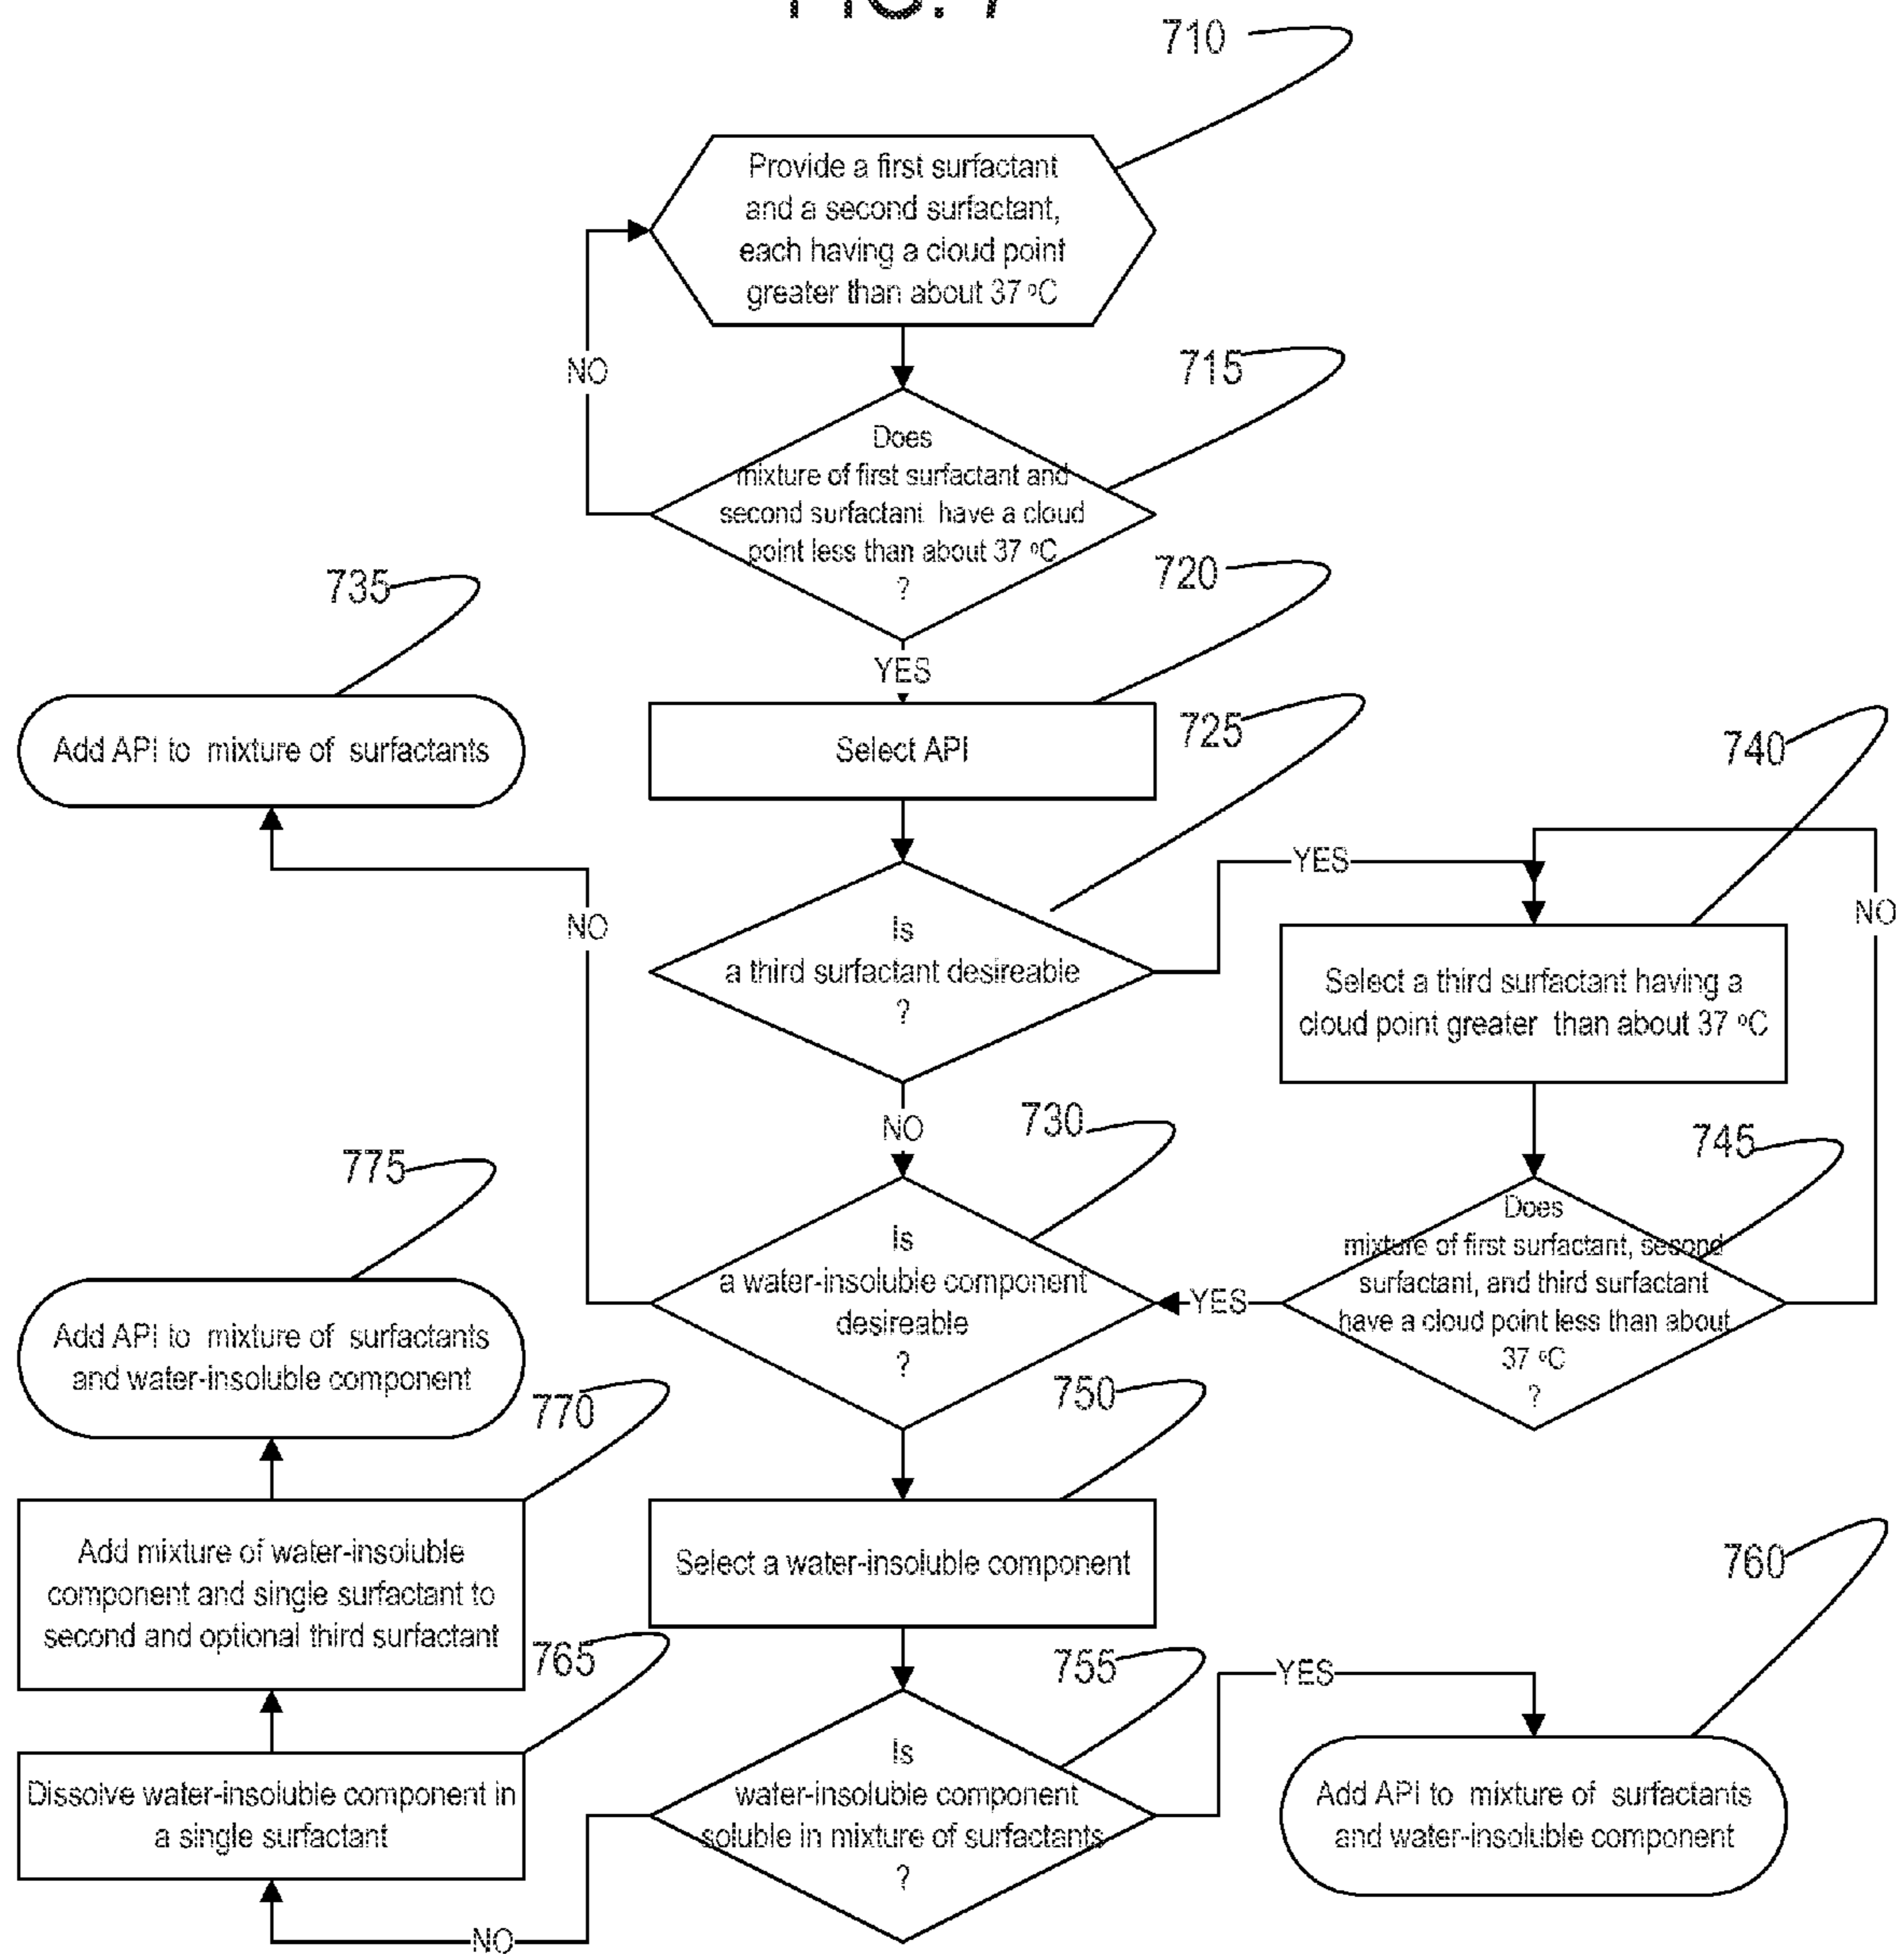 FIG. 7
710
Provide a first surfactant
and a second surfactant,
each having a cloud point
greater than about 37 ºC
NO
715
Does
mixture of first surfactant and
second surfactant have a cloud
point less than about 37 ºC
?
YES
720
735
Add API to mixture of surfactants
Select API
725
740
YES
NO
NO
Is
a third surfactant desireable
?
Select a third surfactant having a
cloud point greater than about 37 ºC
NO
730
745
775
Does
mixture of first surfactant, second
surfactant, and third surfactant
have a cloud point less than about
37 ºC
?
YES
Is
a water-insoluble component
desireable
?
Add API to mixture of surfactants
and water-insoluble component
770
750
Add mixture of water-insoluble
component and single surfactant to
second and optional third surfactant
Select a water-insoluble component
760
765
755
YES
Dissolve water-insoluble component in
a single surfactant
Is
water-insoluble component
soluble in mixture of surfactants
?
Add API to mixture of surfactants
and water-insoluble component
NO